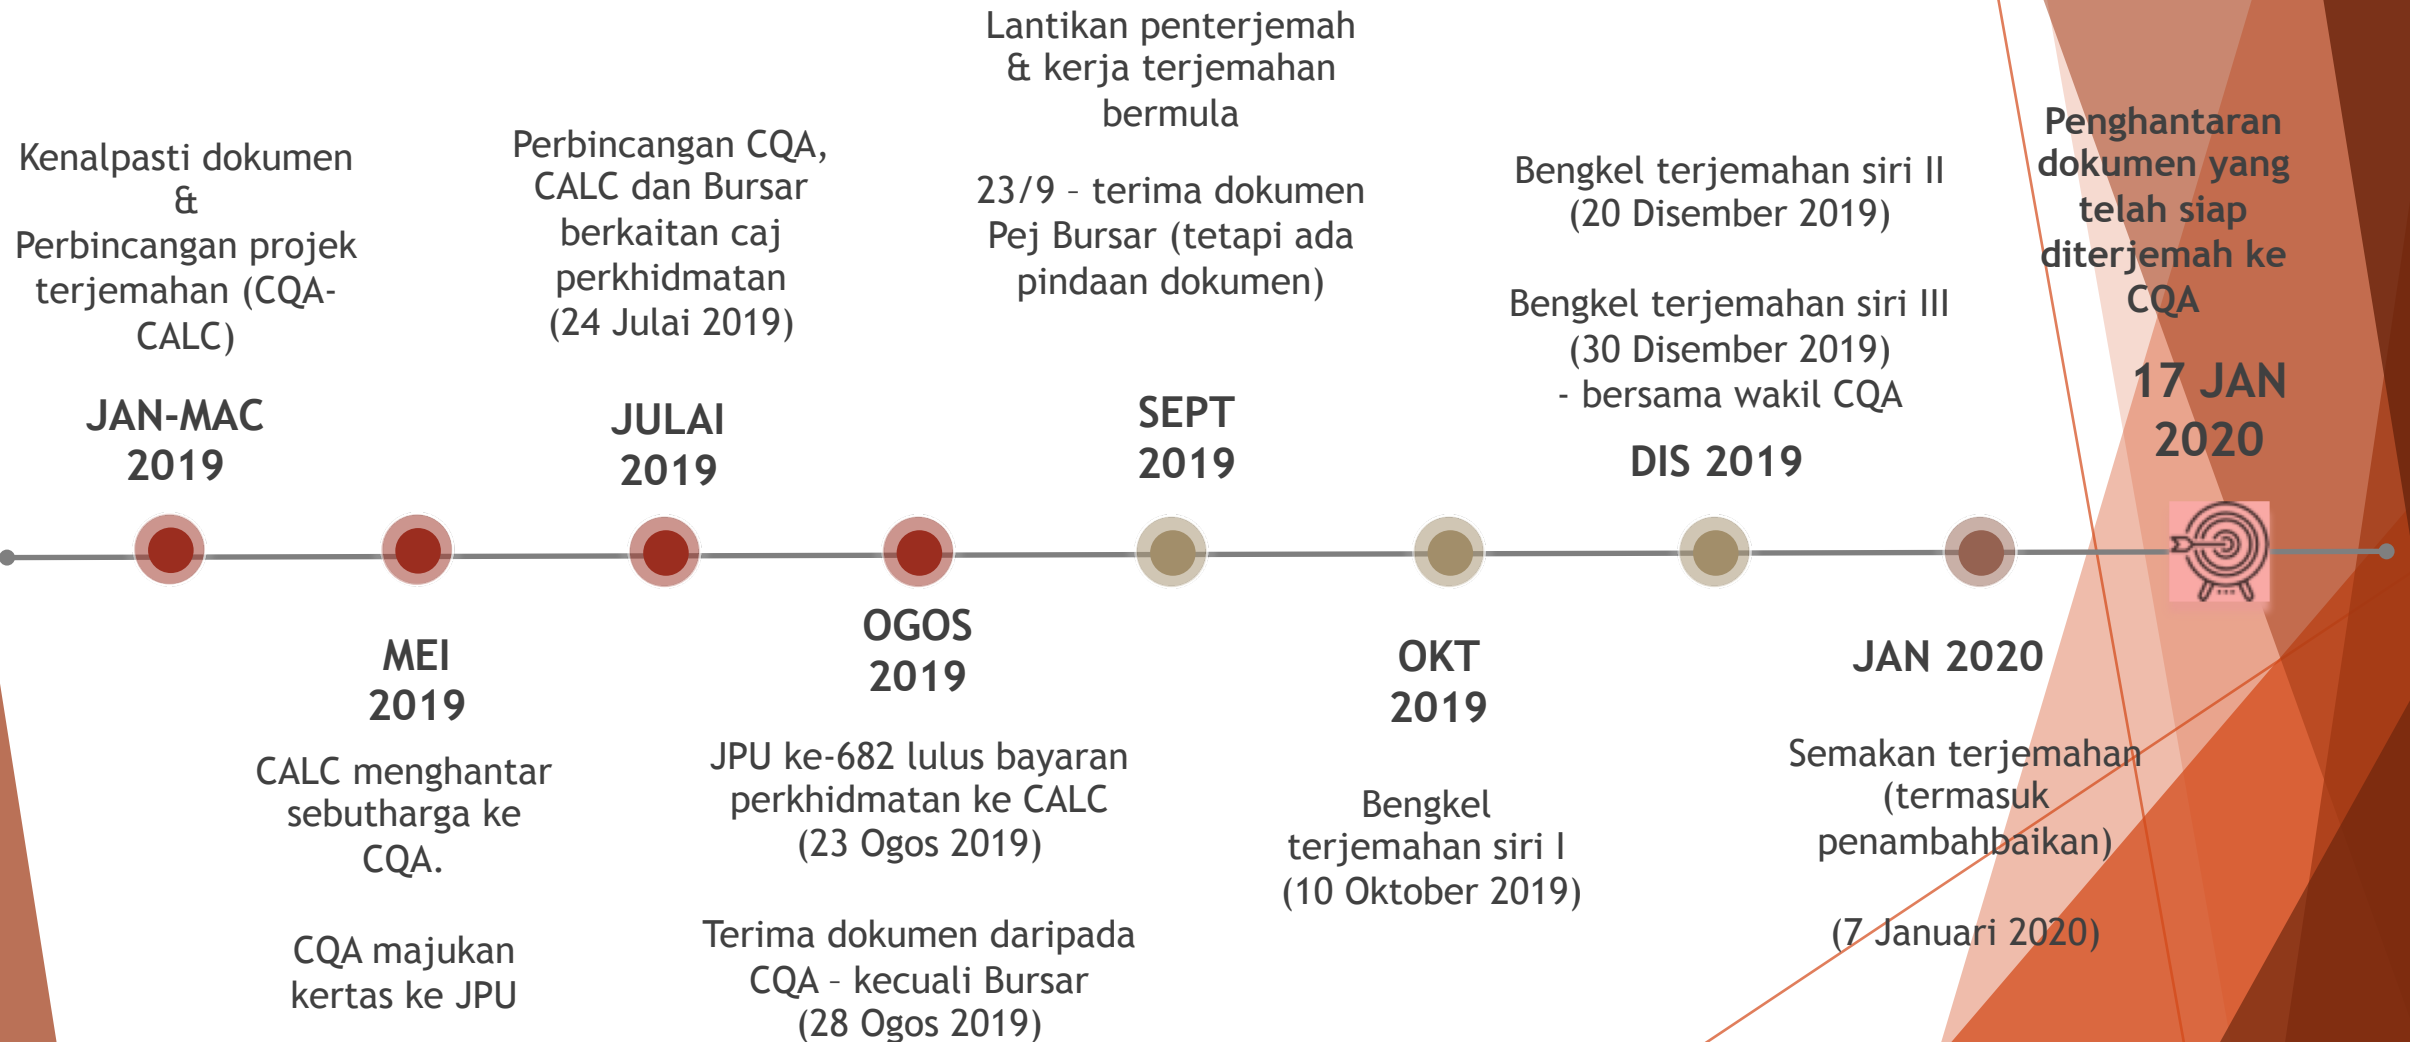 Kenalpasti dokumen
&
Perbincangan projek
terjemahan (CQA-
CALC)
JAN-MAC
2019
MEI
2019
CALC menghantar
sebutharga ke
CQA.
CQA majukan
kertas ke JPU
Perbincangan CQA,
CALC dan Bursar
berkaitan caj
perkhidmatan
(24 Julai 2019)
JULAI
2019
OGOS
2019
JPU ke-682 lulus bayaran
perkhidmatan ke CALC
(23 Ogos 2019)
Terima dokumen daripada
CQA – kecuali Bursar
(28 Ogos 2019)
Lantikan penterjemah
& kerja terjemahan
bermula
23/9 – terima dokumen
Pej Bursar (tetapi ada
pindaan dokumen)
SEPT
2019
OKT
2019
Bengkel
terjemahan siri I
(10 Oktober 2019)
Bengkel terjemahan siri II
(20 Disember 2019)
Bengkel terjemahan siri III
(30 Disember 2019)
- bersama wakil CQA
DIS 2019
JAN 2020
Semakan terjemahan
(termasuk
penambahbaikan)
(7 Januari 2020)
Penghantaran
dokumen yang
telah siap
diterjemah ke
CQA
17 JAN
2020